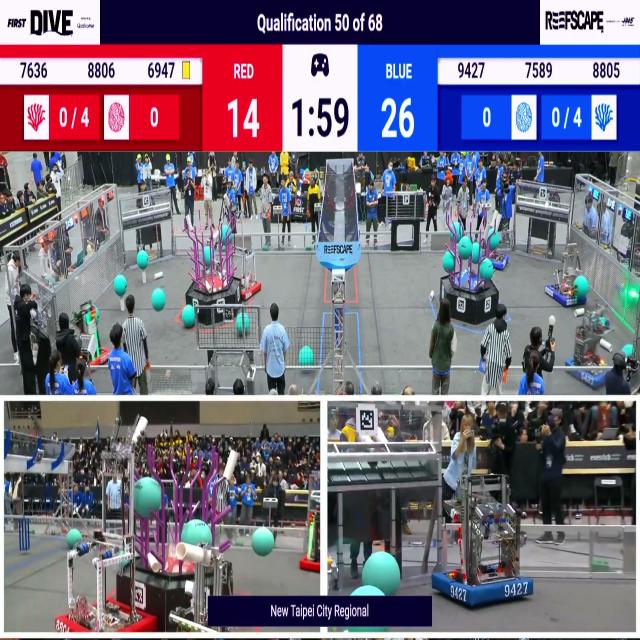 FIRST DIVE
Qualification 50 of 68
REEFSCAPE
7636 8806 6947
RED
BLUE
9427 7589 8805
0 / 4
0
14
1:59
26
0
0 / 4
REEFSCAPE
9427
9427
New Taipei City Regional